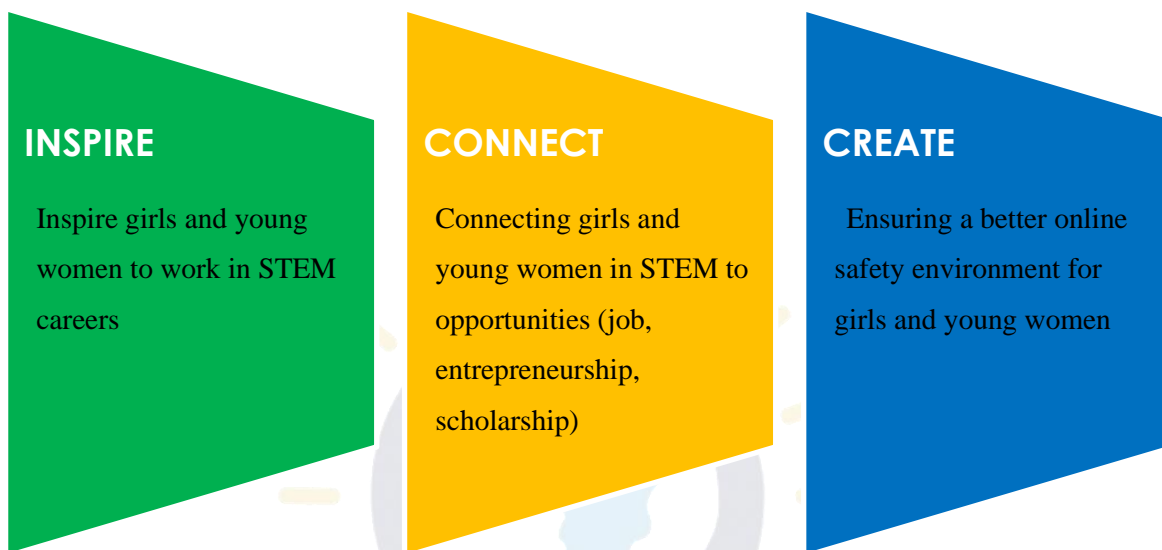 INSPIRE
Inspire girls and young
women to work in STEM
careers
CONNECT
Connecting girls and
young women in STEM to
opportunities (job,
entrepreneurship,
scholarship)
CREATE
Ensuring a better online
safety environment for
girls and young women